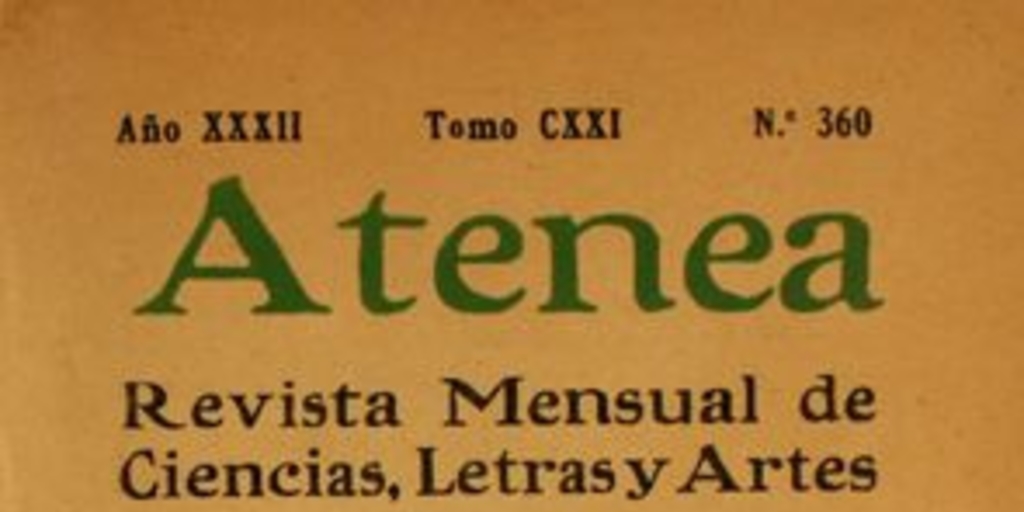 Año XXXII Tomo CXXI N.º 360
Atenea
Revista Mensual de
Ciencias, Letras y Artes